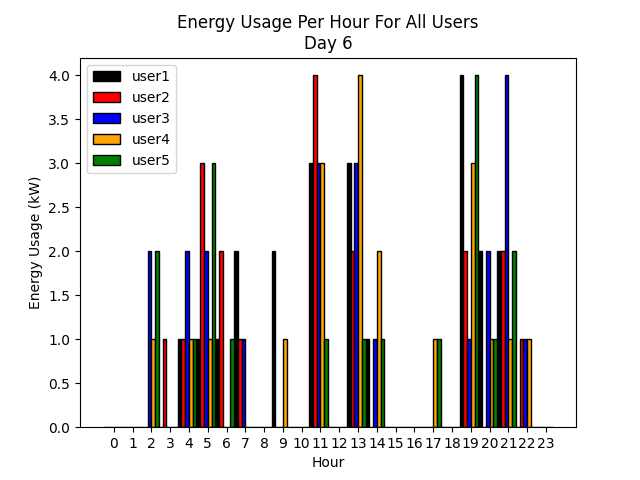 Energy Usage Per Hour For All Users
Day 6
user1
user2
user3
user4
user5
4.0
3.5
3.0
2.5
2.0
1.5
1.0
0.5
0.0
Energy Usage (kW)
0 1 2 3 4 5 6 7 8 9 10 11 12 13 14 15 16 17 18 19 20 21 22 23
Hour